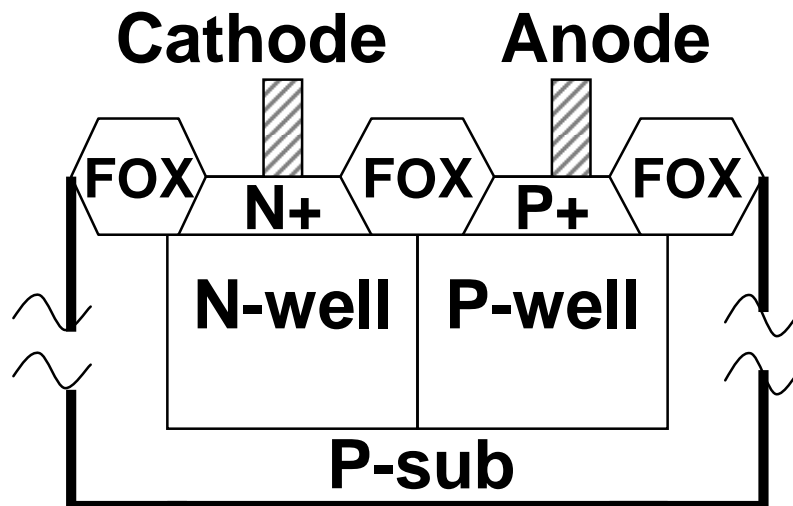 Cathode Anode
FOX FOX FOX
N+ P+
N-well P-well
P-sub